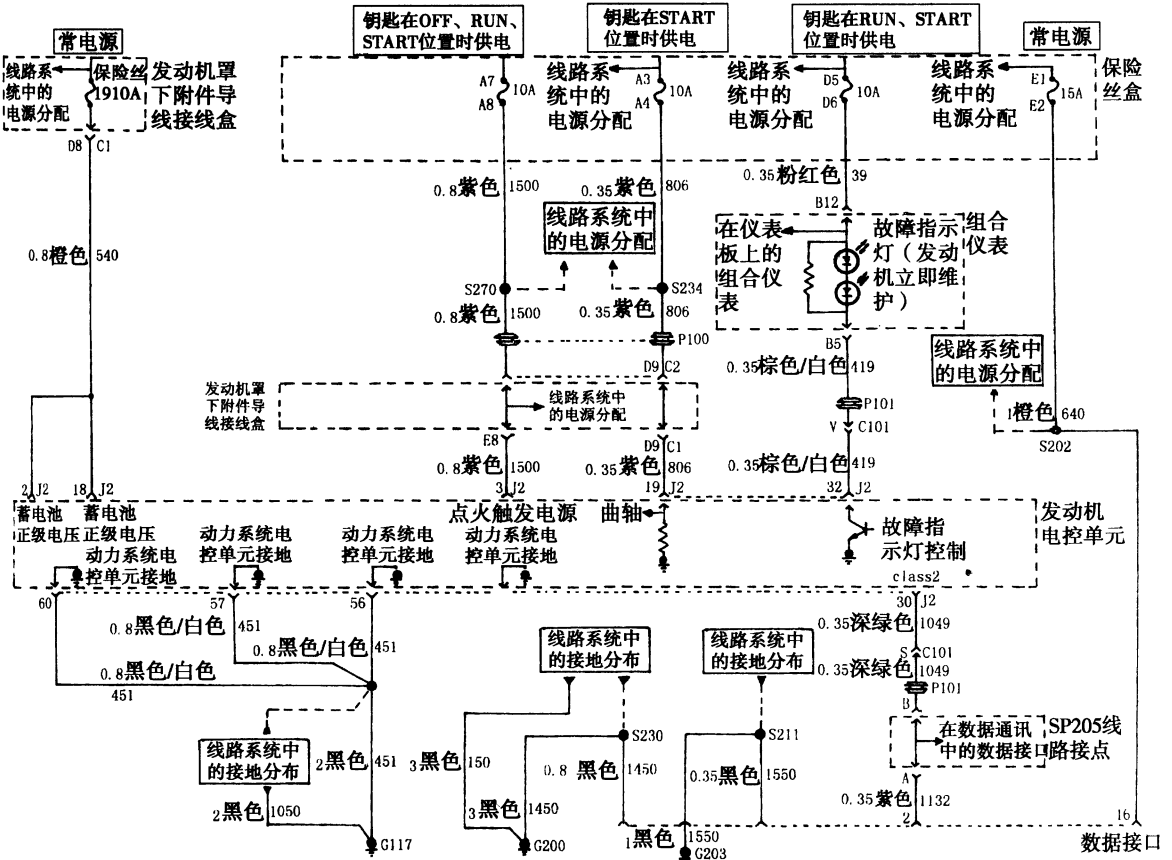 钥匙在OFF、RUN、
START位置时供电
钥匙在START
位置时供电
钥匙在RUN、START
位置时供电
常电源
常电源
线路系
统中的
电源分配
保险丝
1910A
发动机罩
下附件导
线接线盒
A7
A8
10A
线路系
统中的
电源分配
A3
A4
10A
线路系
统中的
电源分配
D5
D6
10A
线路系
统中的
电源分配
E1
E2
15A
保险
丝盒
D8
C1
0.8紫色
1500
0.35紫色
806
0.35粉红色
39
B12
线路系统中
的电源分配
在仪表
板上的
组合仪
表
故障指示
灯（发动
机立即维
护）
组合
仪表
0.8橙色
540
S270
S234
0.8紫色
1500
0.35紫色
806
P100
B5
线路系统中
的电源分配
D9
C2
0.35棕色/白色
419
发动机罩
下附件导
线接线盒
线路系统中
的电源分配
P101
V
C101
1橙色
640
S202
E8
D9
C1
0.8紫色
1500
0.35紫色
806
0.35棕色/白色
419
2
J2
18
J2
3
J2
19
J2
32
J2
蓄电池
正级电压
蓄电池
正级电压
点火触发电源
曲轴
发动机
电控单元
动力系统电
控单元接地
动力系统电
控单元接地
动力系统电
控单元接地
动力系统电
控单元接地
故障指
示灯控制
class2
60
57
56
30
J2
0.8黑色/白色
451
0.8黑色/白色
451
0.8黑色/白色
451
线路系统中
的接地分布
线路系统中
的接地分布
0.35深绿色
1049
S
C101
0.35深绿色
1049
P101
B
线路系统中
的接地分布
2黑色
451
3黑色
150
S230
S211
在数据通讯
中的数据接口
SP205线
路接点
0.8
黑色
1450
0.35黑色
1550
A
2黑色
1050
3黑色
1450
0.35紫色
1132
2
16
1黑色
1550
G117
G200
G203
数据接口